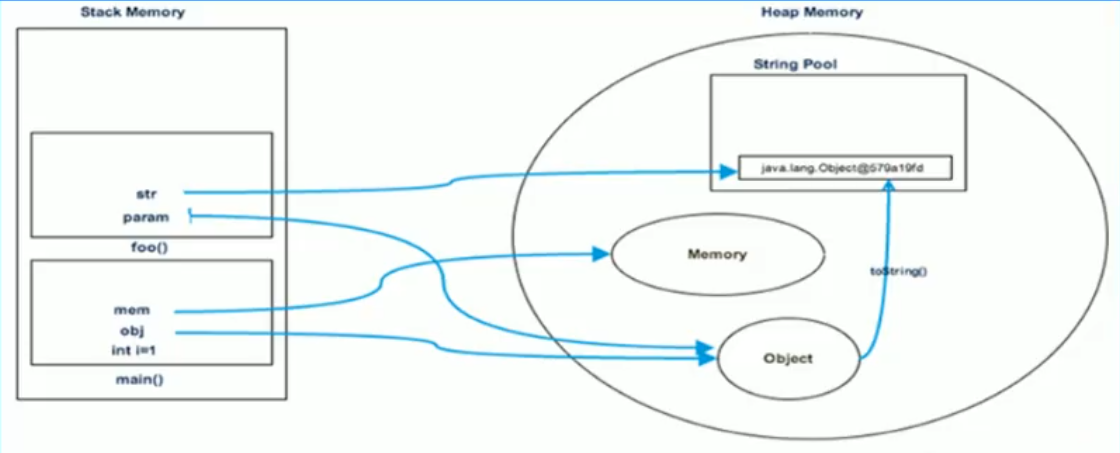 Stack Memory
Heap Memory
String Pool
java.lang.Object@579a19fd
str
param
foo()
Memory
toString()
mem
obj
int i=1
main()
Object